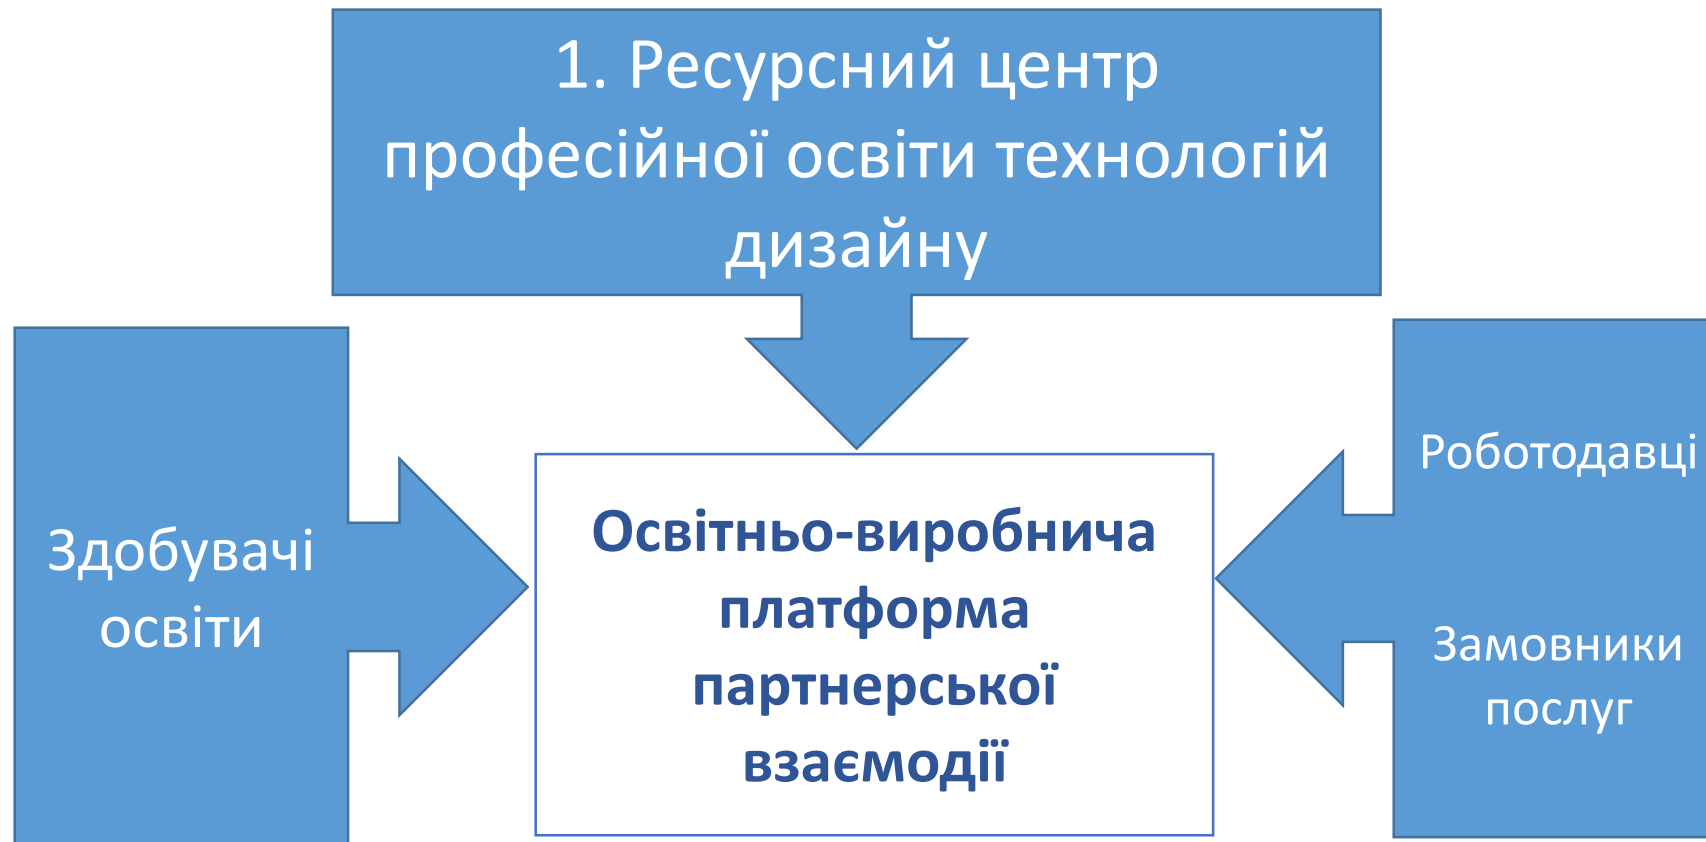 1. Ресурсний центр
професійної освіти технологій
дизайну
Здобувачі
освіти
Освітньо-виробнича
платформа
партнерської
взаємодії
Роботодавці
Замовники
послуг